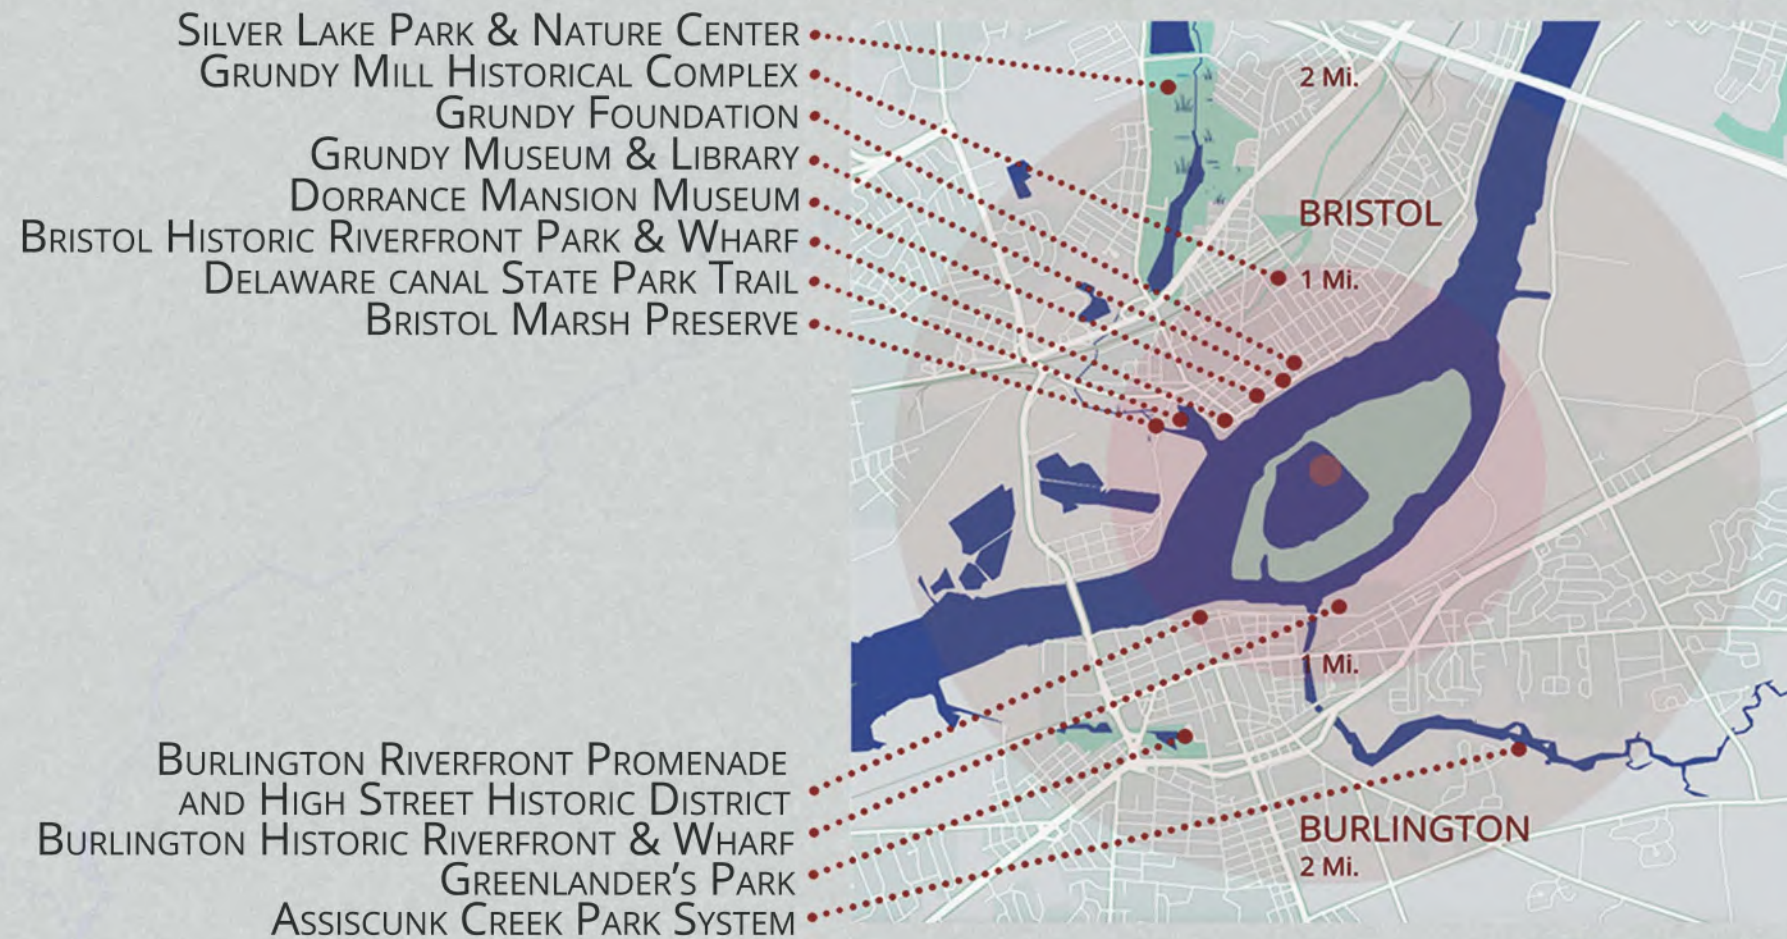 SILVER LAKE PARK & NATURE CENTER
GRUNDY MILL HISTORICAL COMPLEX
GRUNDY FOUNDATION
GRUNDY MUSEUM & LIBRARY
DORRANCE MANSION MUSEUM
BRISTOL HISTORIC RIVERFRONT PARK & WHARF
DELAWARE CANAL STATE PARK TRAIL
BRISTOL MARSH PRESERVE
2 Mi.
BRISTOL
1 Mi.
1 Mi.
BURLINGTON RIVERFRONT PROMENADE
AND HIGH STREET HISTORIC DISTRICT
BURLINGTON HISTORIC RIVERFRONT & WHARF
GREENLANDER'S PARK
ASSISCUNK CREEK PARK SYSTEM
BURLINGTON
2 Mi.